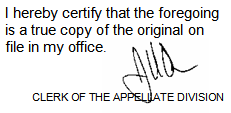 I hereby certify that the foregoing
is a true copy of the original on
file in my office.
CLERK OF THE APPELLATE DIVISION